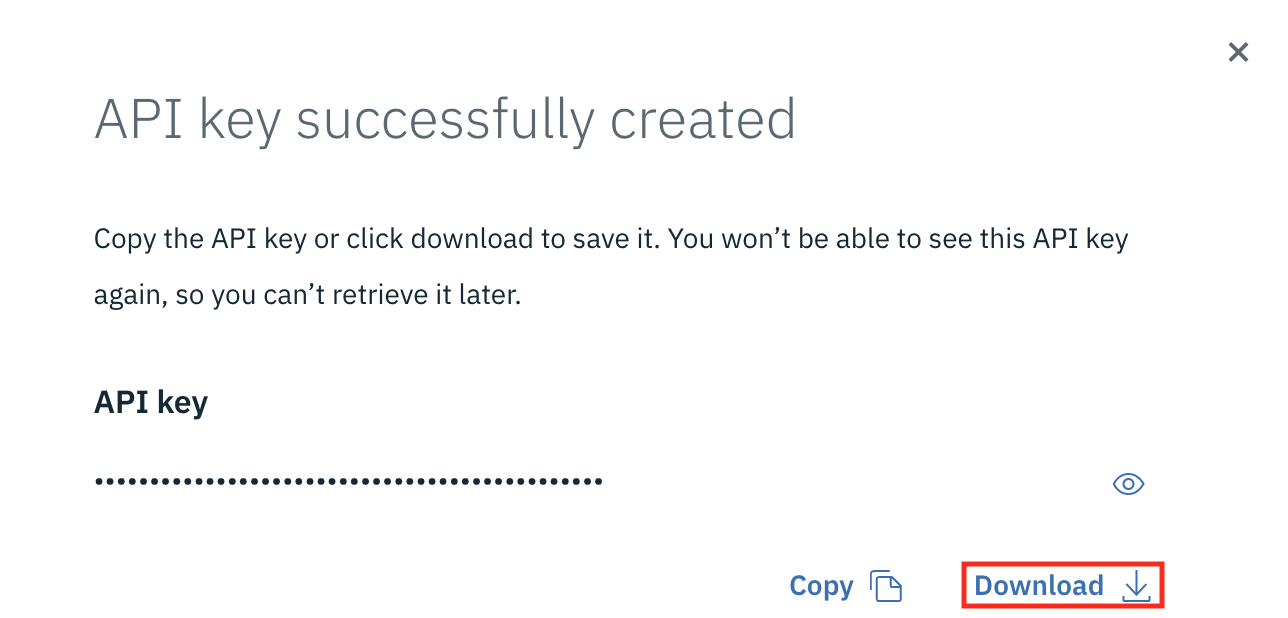 API key successfully created
Copy the API key or click download to save it. You won’t be able to see this API key
again, so you can’t retrieve it later.
API key
••••••••••••••••••••••••••••••••••••••••••••
Copy
Download